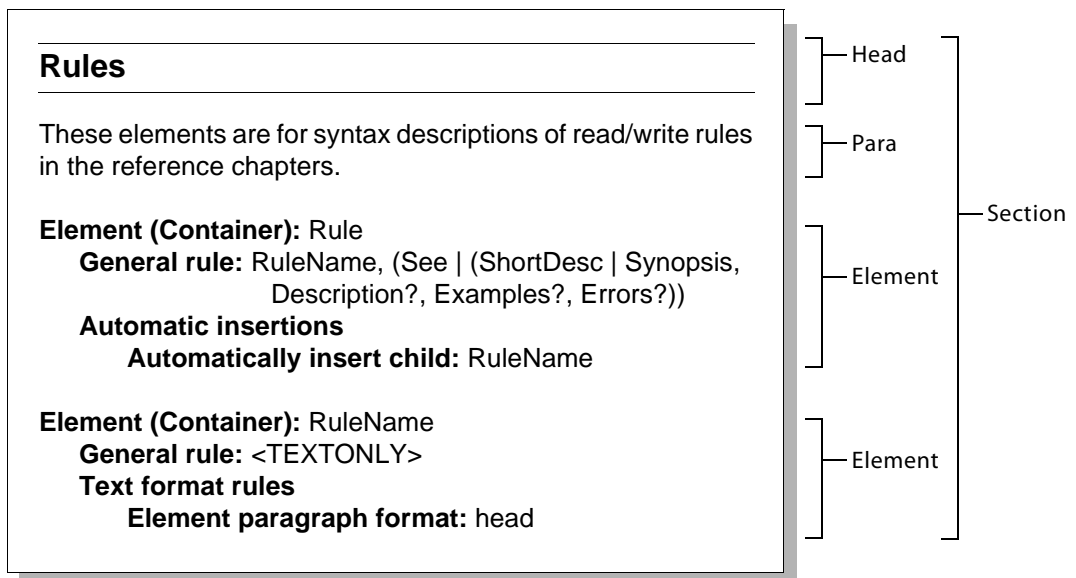 Rules
These elements are for syntax descriptions of read/write rules
in the reference chapters.
Element (Container): Rule
General rule: RuleName, (See | (ShortDesc | Synopsis,
Description?, Examples?, Errors?))
Automatic insertions
Automatically insert child: RuleName
Element (Container): RuleName
General rule: <TEXTONLY>
Text format rules
Element paragraph format: head
Head
Para
Element
Element
Section